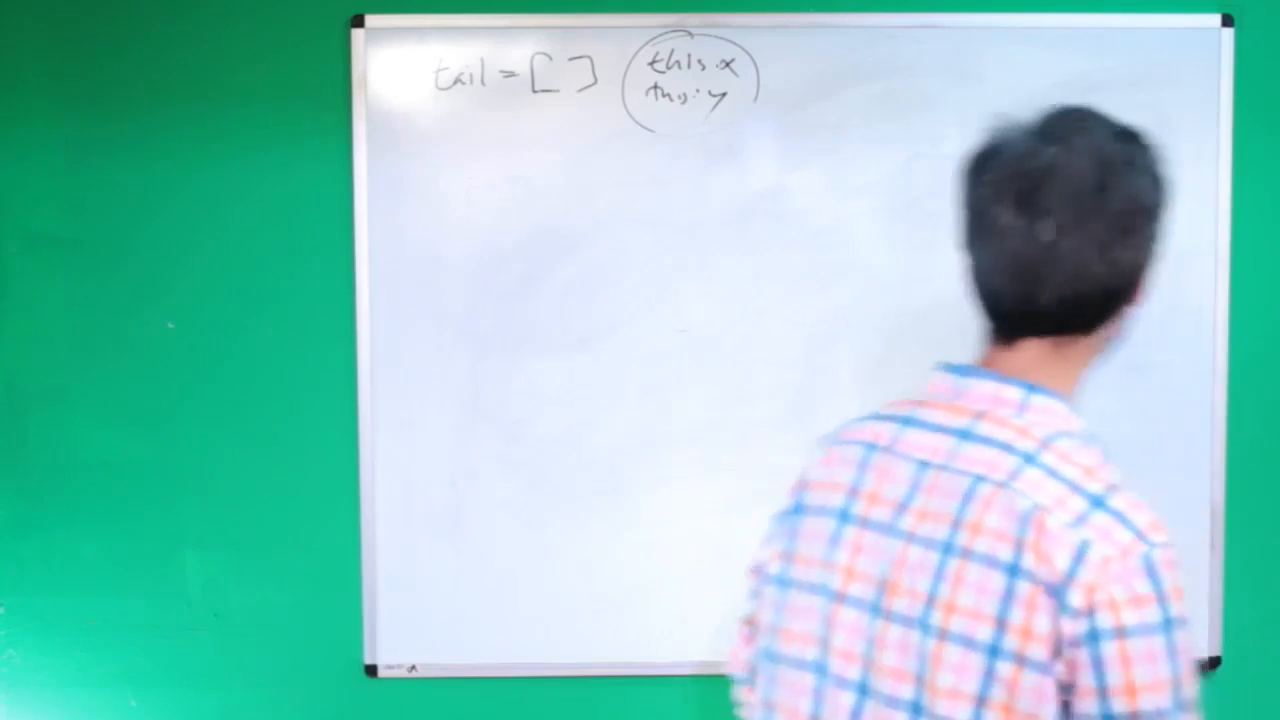 tail = [ ]
this.x
this.y